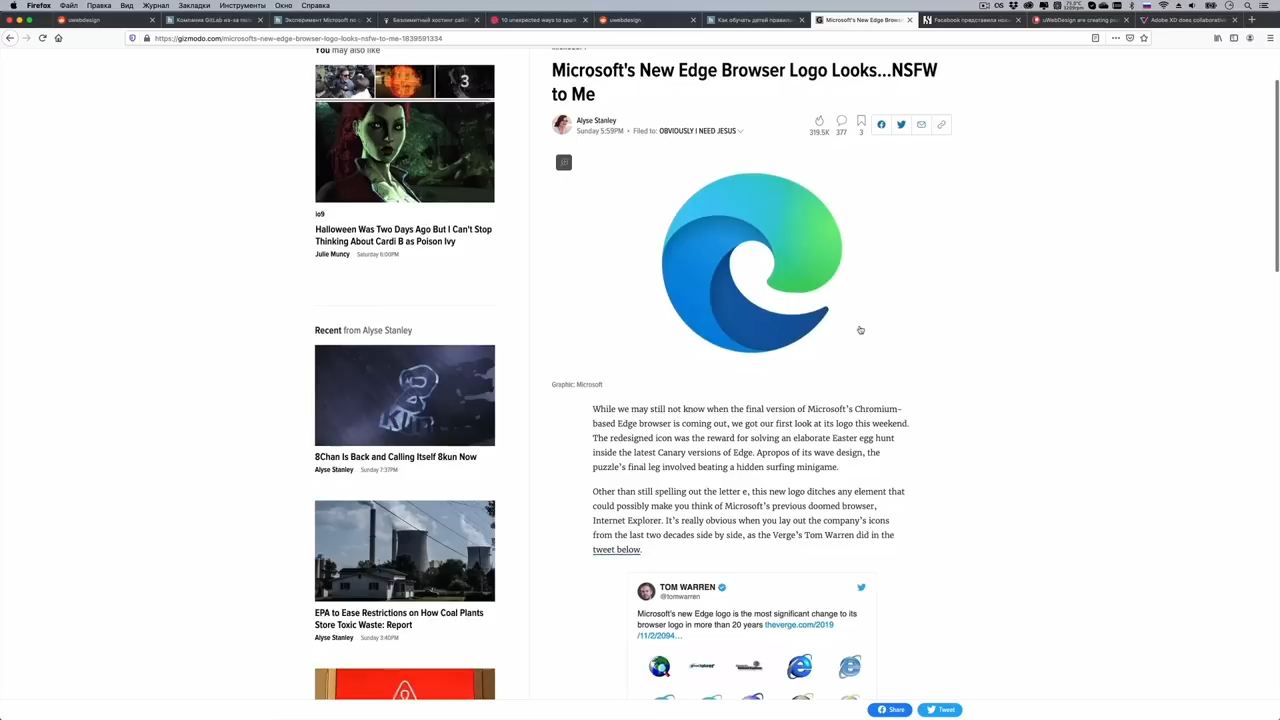 Firefox Файл Правка Вид Журнал Закладки Инструменты Окно Справка
uwebdesign
Компания GitLab из-за
Эксперимент Microsoft по
Безлимитный хостинг
10 unexpected ways to
uwebdesign
Как обучать детей
Microsoft's New Edge Brows
Facebook представила
uWebDesign are creating
Adobe XD does collaborative
https://gizmodo.com/microsofts-new-edge-browser-logo-looks-nsfw-to-me-1839591334
You may also like
3
io9
Halloween Was Two Days Ago But I Can't Stop
Thinking About Cardi B as Poison Ivy
Julie Muncy Saturday 6:00PM
Recent from Alyse Stanley
8Chan Is Back and Calling Itself 8kun Now
Alyse Stanley Sunday 7:37PM
EPA to Ease Restrictions on How Coal Plants
Store Toxic Waste: Report
Alyse Stanley Sunday 3:40PM
Microsoft's New Edge Browser Logo Looks...NSFW
to Me
Alyse Stanley
Sunday 5:59PM • Filed to: OBVIOUSLY I NEED JESUS
319.5K 377 3
Graphic: Microsoft
While we may still not know when the final version of Microsoft's Chromium-
based Edge browser is coming out, we got our first look at its logo this weekend.
The redesigned icon was the reward for solving an elaborate Easter egg hunt
inside the latest Canary versions of Edge. Apropos of its wave design, the
puzzle's final leg involved beating a hidden surfing minigame.
Other than still spelling out the letter e, this new logo ditches any element that
could possibly make you think of Microsoft's previous doomed browser,
Internet Explorer. It's really obvious when you lay out the company's icons
from the last two decades side by side, as the Verge's Tom Warren did in the
tweet below.
TOM WARREN
@tomwarren
Microsoft's new Edge logo is the most significant change to its
browser logo in more than 20 years theverge.com/2019
/11/2/2094…
Share Tweet